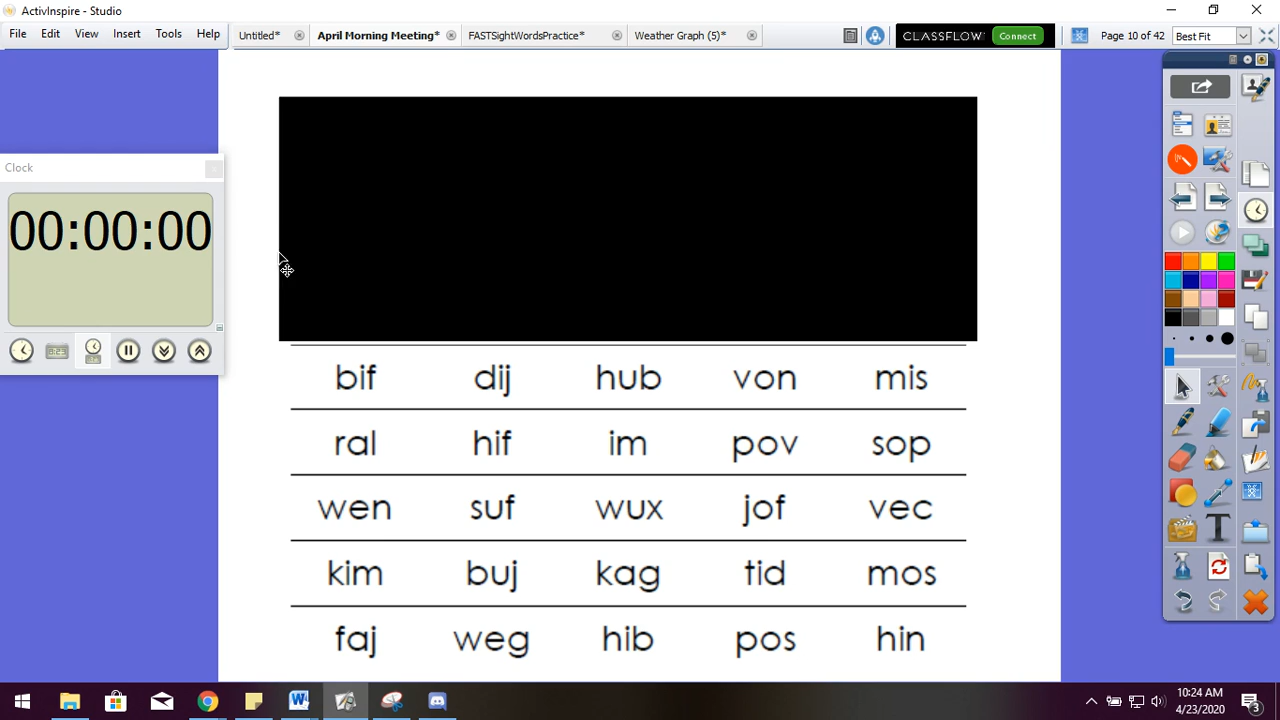 ActivInspire - Studio
File Edit View Insert Tools Help Untitled* April Morning Meeting* FASTSightWordsPractice* Weather Graph (5)* CLASSFLOW Connect Page 10 of 42 Best Fit
Clock
00:00:00
bif dij hub von mis
ral hif im pov sop
wen suf wux jof vec
kim buj kag tid mos
faj weg hib pos hin
10:24 AM
4/23/2020
3